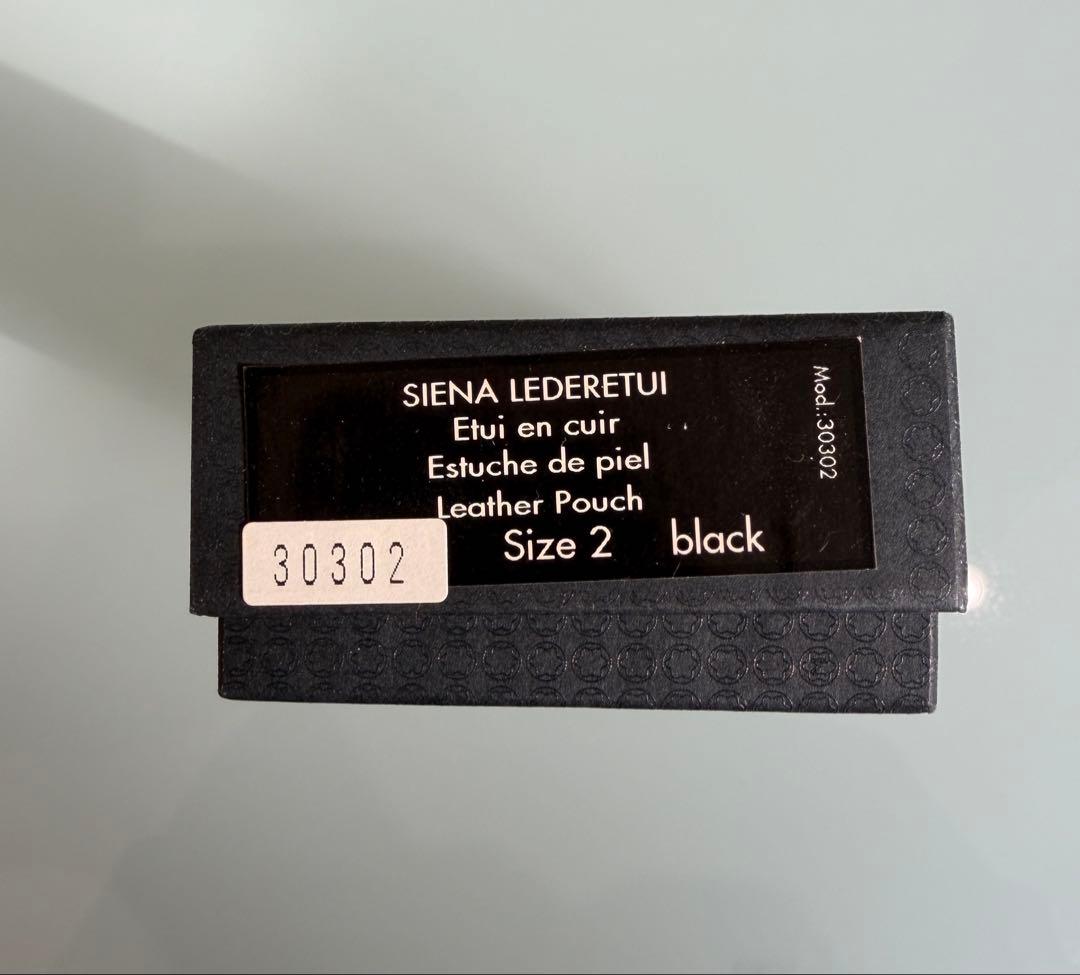 SIENA LEDERETUI
Etui en cuir
Estuche de piel
Leather Pouch
Size 2 black
Mod.:30302
30302